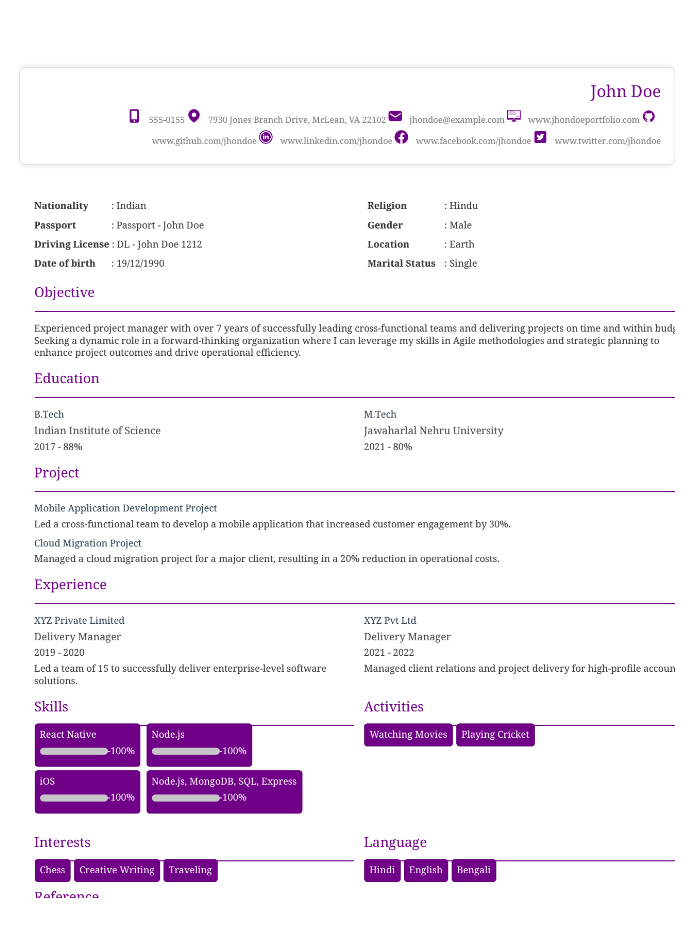 John Doe
555-0155 7930 Jones Branch Drive, McLean, VA 22102 jhondoe@example.com www.jhondoeportfolio.com
www.github.com/jhondoe www.linkedin.com/jhondoe www.facebook.com/jhondoe www.twitter.com/jhondoe
Nationality : Indian Religion : Hindu
Passport : Passport - John Doe Gender : Male
Driving License : DL - John Doe 1212 Location : Earth
Date of birth : 19/12/1990 Marital Status : Single
Objective
Experienced project manager with over 7 years of successfully leading cross-functional teams and delivering projects on time and within
Seeking a dynamic role in a forward-thinking organization where I can leverage my skills in Agile methodologies and strategic planning to
enhance project outcomes and drive operational efficiency.
Education
B.Tech M.Tech
Indian Institute of Science Jawaharlal Nehru University
2017 - 88% 2021 - 80%
Project
Mobile Application Development Project
Led a cross-functional team to develop a mobile application that increased customer engagement by 30%.
Cloud Migration Project
Managed a cloud migration project for a major client, resulting in a 20% reduction in operational costs.
Experience
XYZ Private Limited XYZ Pvt Ltd
Delivery Manager Delivery Manager
2019 - 2020 2021 - 2022
Led a team of 15 to successfully deliver enterprise-level software Managed client relations and project delivery for high-profile
solutions.
Skills Activities
React Native Node.js Watching Movies Playing Cricket
-100% -100%
iOS Node.js, MongoDB, SQL, Express
-100% -100%
Interests Language
Chess Creative Writing Traveling Hindi English Bengali
Reference